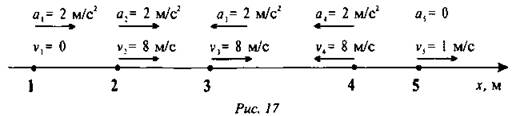 a₁ = 2 м/с² a₂ = 2 м/с² a₃ = 2 м/с² a₄ = 2 м/с² a₅ = 0
v₁ = 0 v₂ = 8 м/с v₃ = 8 м/с v₄ = 8 м/с v₅ = 1 м/с
1 2 3 4 5 x, м
Рис. 17